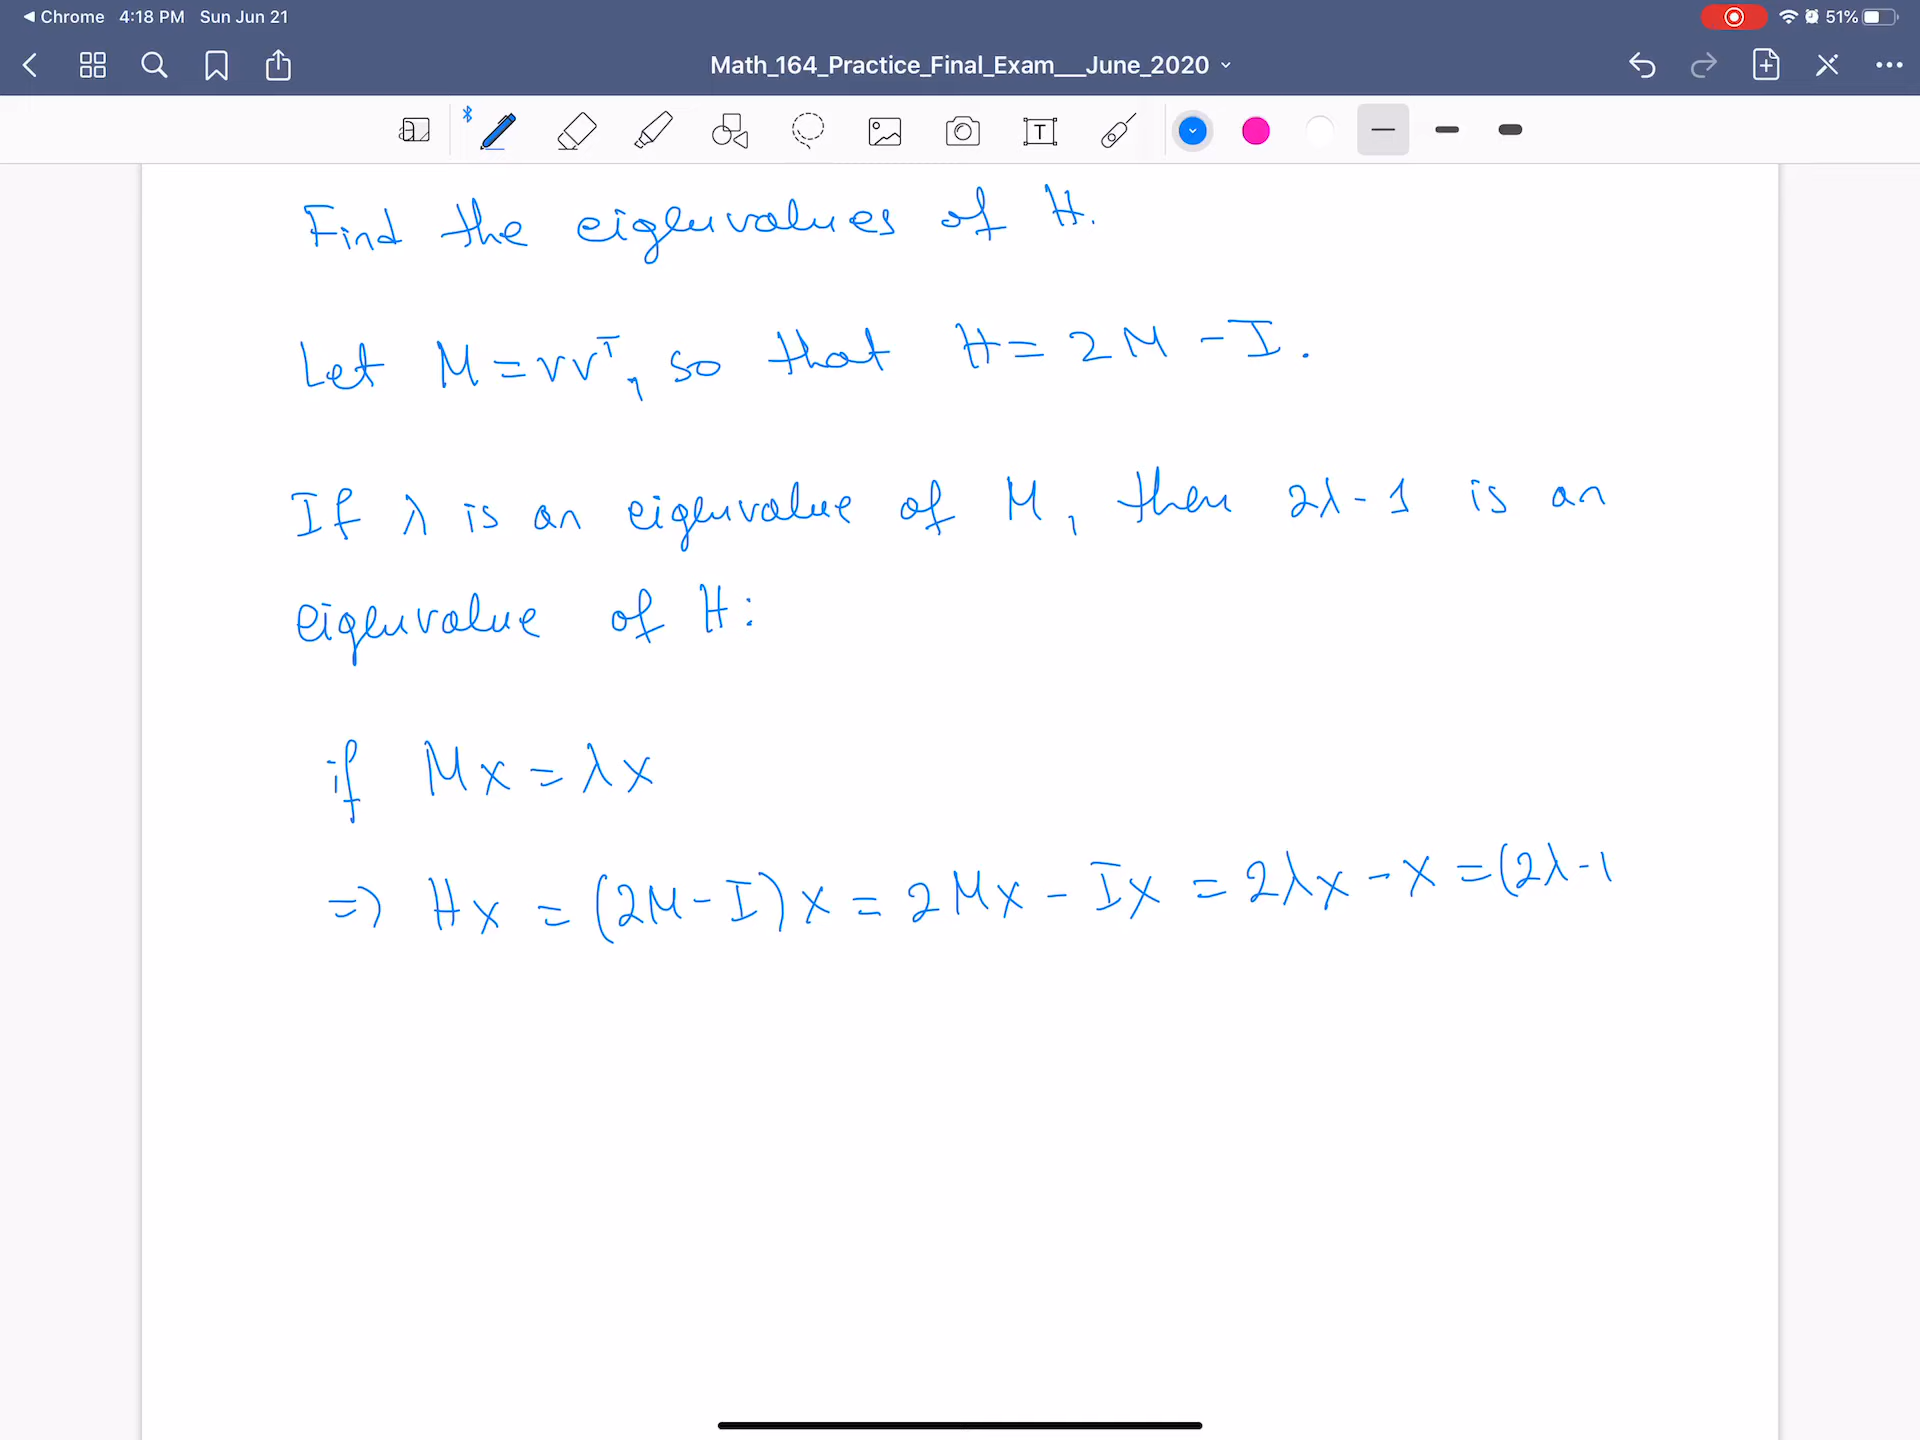 Chrome 4:18 PM Sun Jun 21
51%
Math_164_Practice_Final_Exam___June_2020
T
Find the eigenvalues of H.
Let M = vvᵀ, so that H = 2M - I.
If λ is an eigenvalue of M, then 2λ-1 is an
eigenvalue of H:
if Mx = λx
=> Hx = (2M-I)x = 2Mx - Ix = 2λx - x = (2λ-1